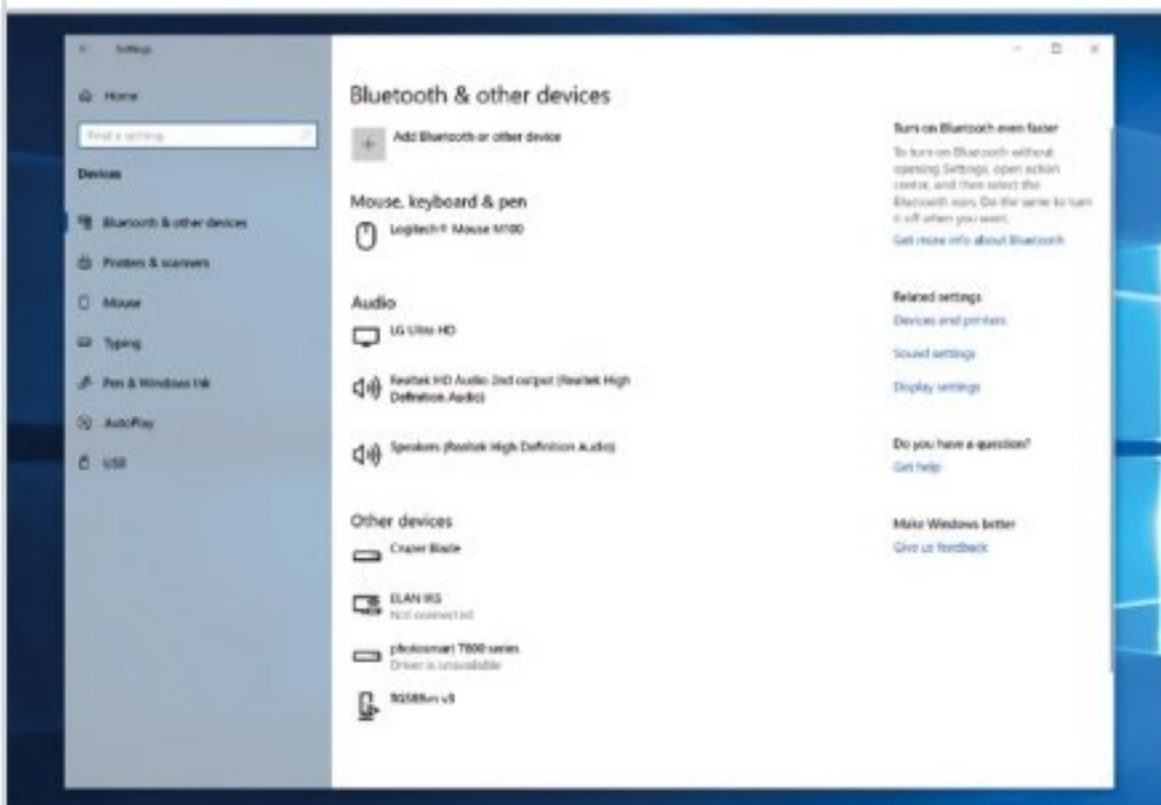 Settings
Home
Find a setting
Devices
Bluetooth & other devices
Printers & scanners
Mouse
Typing
Pen & Windows Ink
AutoPlay
USB
Bluetooth & other devices
Add Bluetooth or other device
Mouse, keyboard & pen
Logitech® Mouse M100
Audio
LG Ultra HD
Realtek HD Audio 2nd output (Realtek High
Definition Audio)
Speakers (Realtek High Definition Audio)
Other devices
Cruzer Blade
ELAN
Not connected
photosmart series
Driver is unavailable
v3
Turn on Bluetooth even faster
To turn on Bluetooth without
opening Settings, open action
center, and then select the
Bluetooth icon. Do the same to turn
it off when you want.
Get more info about Bluetooth
Related settings
Devices and printers
Sound settings
Display settings
Do you have a question?
Get help
Make Windows better
Give us feedback